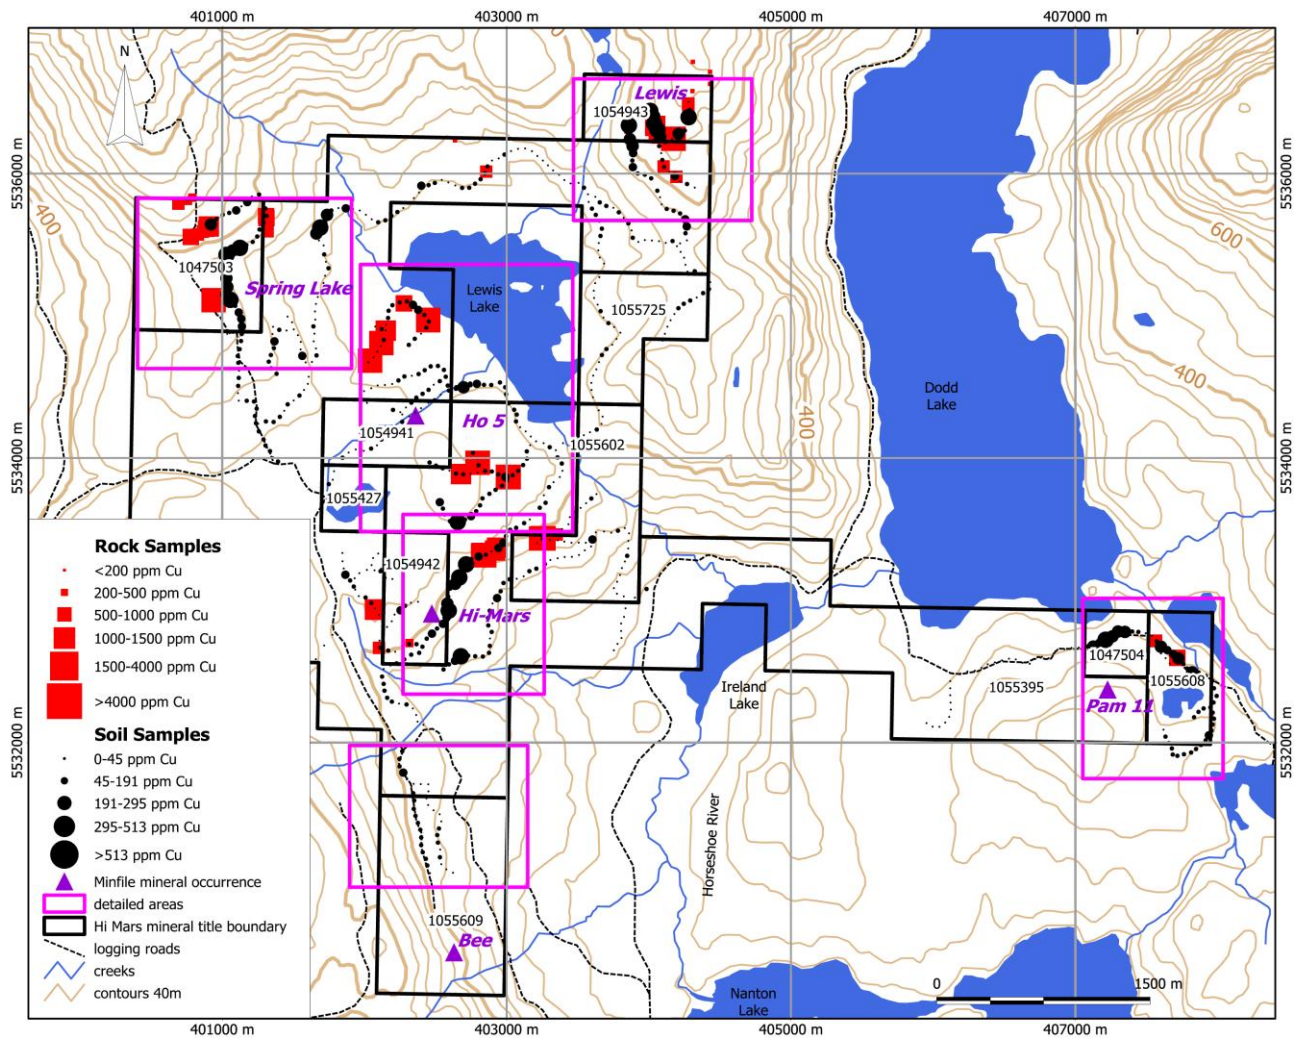 401000 m
403000 m
405000 m
407000 m
N
Lewis
1054943
5536000 m
5536000 m
400
600
1047503
Spring Lake
Lewis
Lake
1055725
400
Dodd
Lake
400
Ho 5
1054941
1055602
5534000 m
5534000 m
1055427
1054942
Hi-Mars
1047504
1055608
1055395
Ireland
Lake
Pam 11
5532000 m
5532000 m
Horseshoe River
1055609
Bee
Nanton
Lake
0
1500 m
Rock Samples
<200 ppm Cu
200-500 ppm Cu
500-1000 ppm Cu
1000-1500 ppm Cu
1500-4000 ppm Cu
>4000 ppm Cu
Soil Samples
0-45 ppm Cu
45-191 ppm Cu
191-295 ppm Cu
295-513 ppm Cu
>513 ppm Cu
Minfile mineral occurrence
detailed areas
Hi Mars mineral title boundary
logging roads
creeks
contours 40m
401000 m
403000 m
405000 m
407000 m